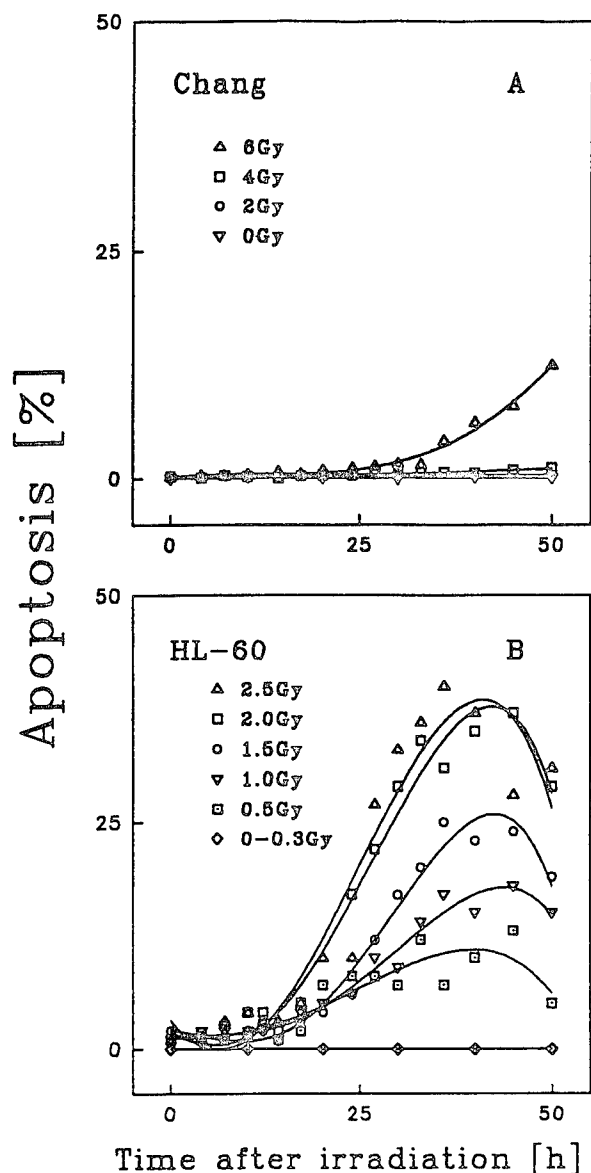 Apoptosis [%]
50
Chang A
6Gy
4Gy
2Gy
0Gy
25
0
0 25 50
50
HL-60 B
2.5Gy
2.0Gy
1.5Gy
1.0Gy
0.5Gy
0-0.3Gy
25
0
0 25 50
Time after irradiation [h]